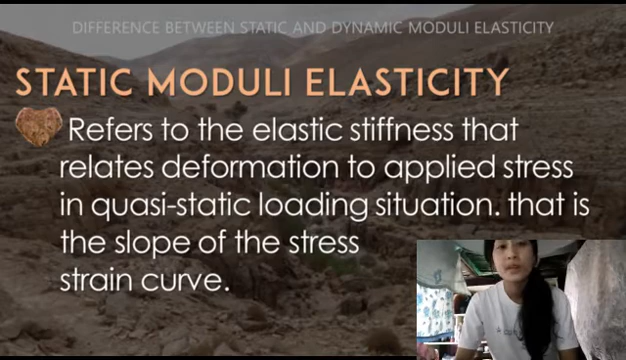 DIFFERENCE BETWEEN STATIC AND DYNAMIC MODULI ELASTICITY
STATIC MODULI ELASTICITY
Refers to the elastic stiffness that
relates deformation to applied stress
in quasi-static loading situation. that is
the slope of the stress
strain curve.